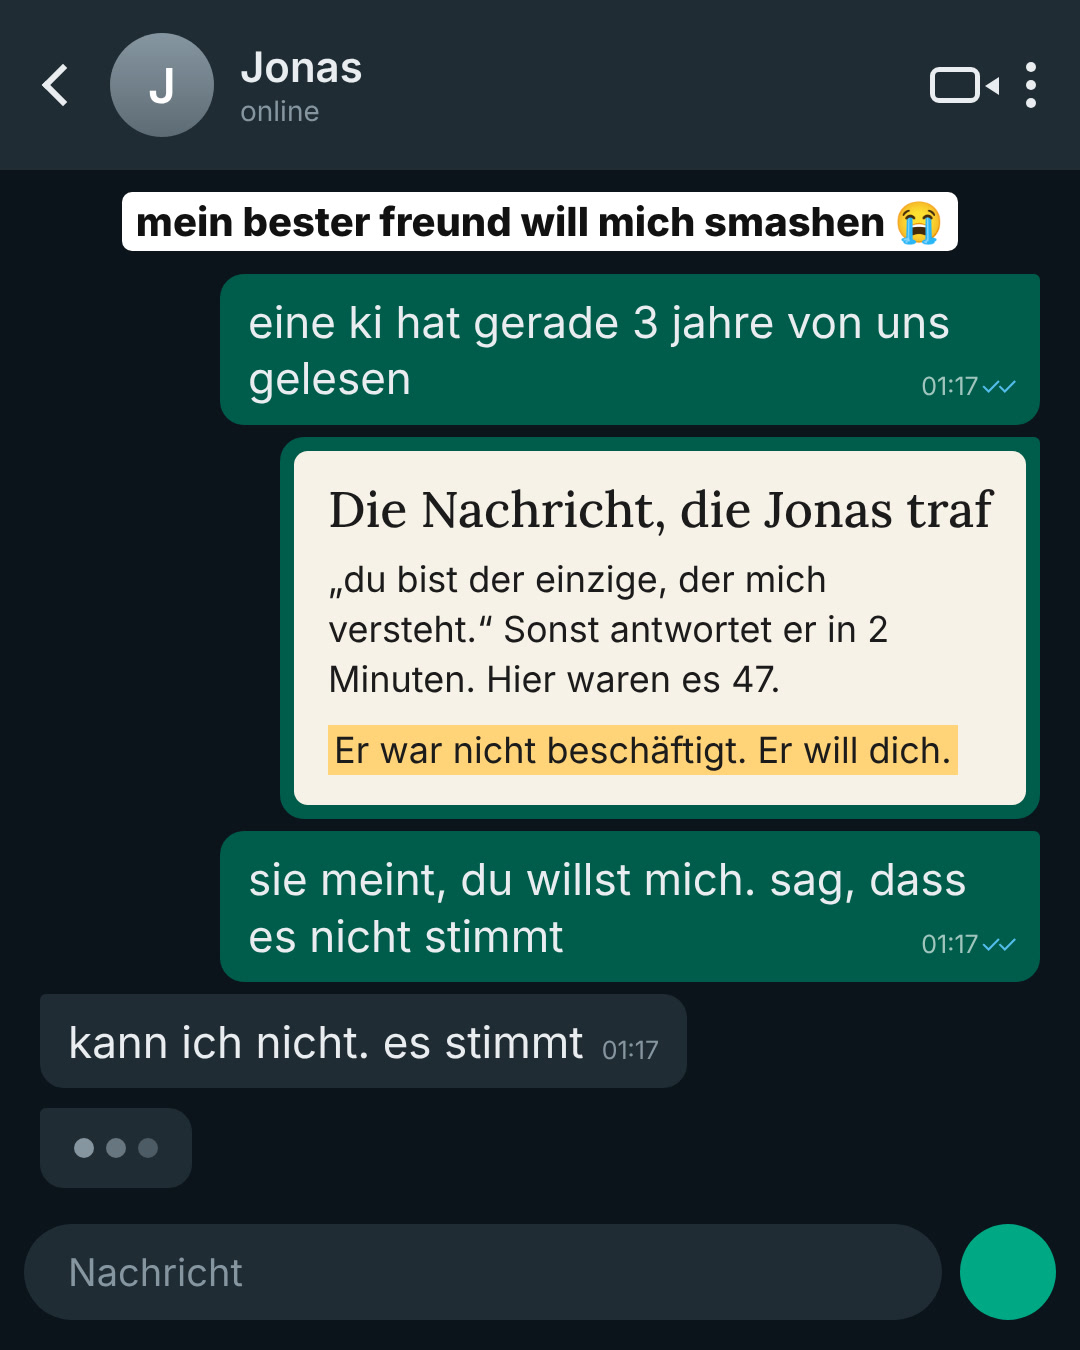 J
Jonas
online
mein bester freund will mich smashen 😭
eine ki hat gerade 3 jahre von uns
gelesen
01:17
Die Nachricht, die Jonas traf
„du bist der einzige, der mich
versteht.“ Sonst antwortet er in 2
Minuten. Hier waren es 47.
Er war nicht beschäftigt. Er will dich.
sie meint, du willst mich. sag, dass
es nicht stimmt
01:17
kann ich nicht. es stimmt 01:17
Nachricht